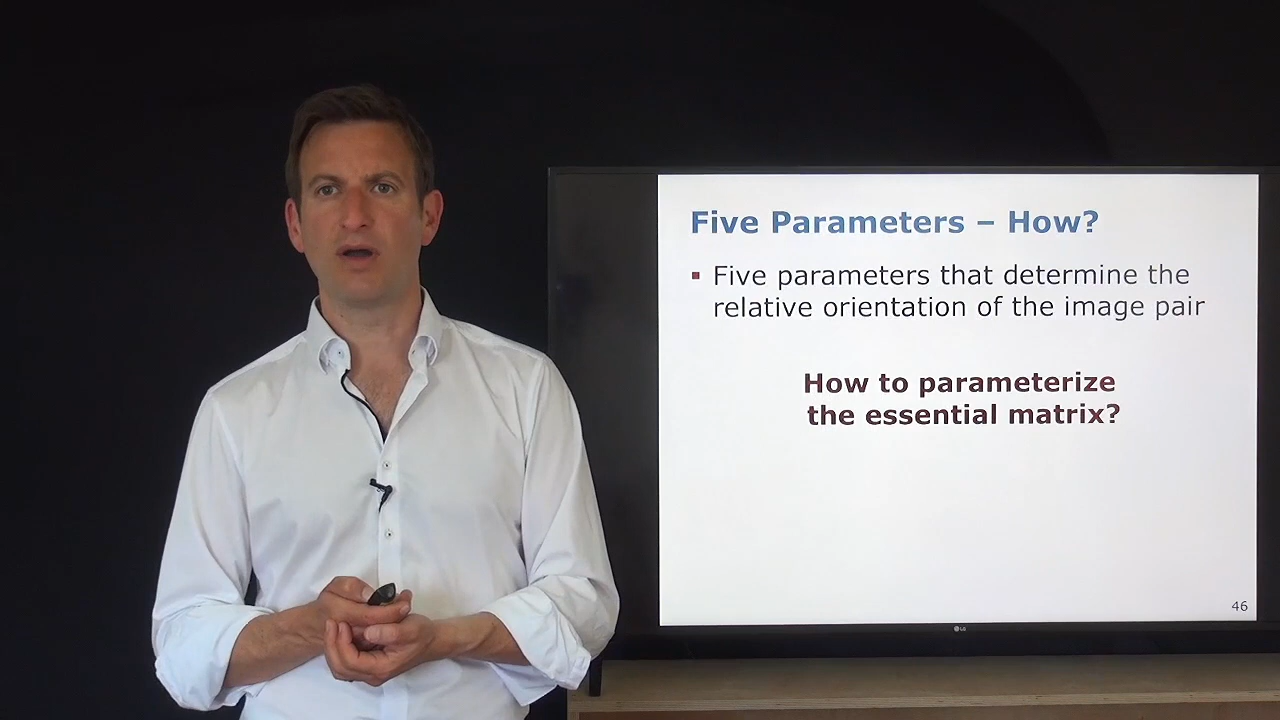 Five Parameters – How?
▪ Five parameters that determine the
relative orientation of the image pair
How to parameterize
the essential matrix?
46
LG